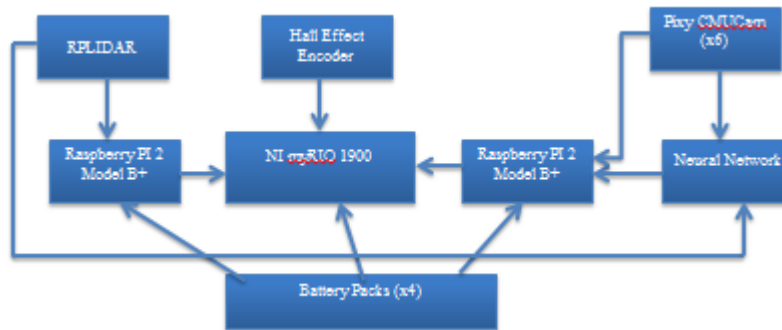 RPLIDAR
Hall Effect
Encoder
Pixy CMUCam
(x6)
Raspberry PI 2
Model B+
NI myRIO 1900
Raspberry PI 2
Model B+
Neural Network
Battery Packs (x4)